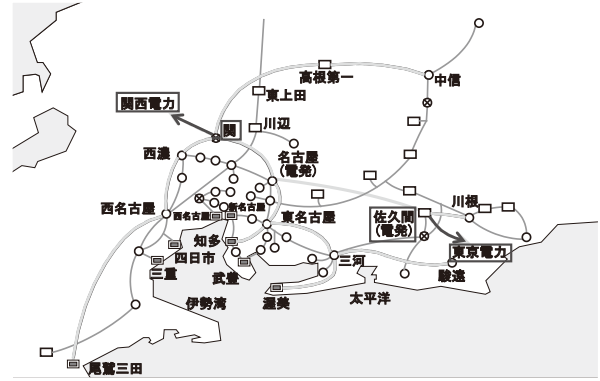 高根第一
中信
東上田
関西電力
関
川辺
西濃
名古屋
(電発)
川根
西名古屋
西名古屋
新名古屋
東名古屋
佐久間
(電発)
知多
四日市
東京電力
三河
三重
武豊
駿遠
伊勢湾
渥美
太平洋
尾鷲三田